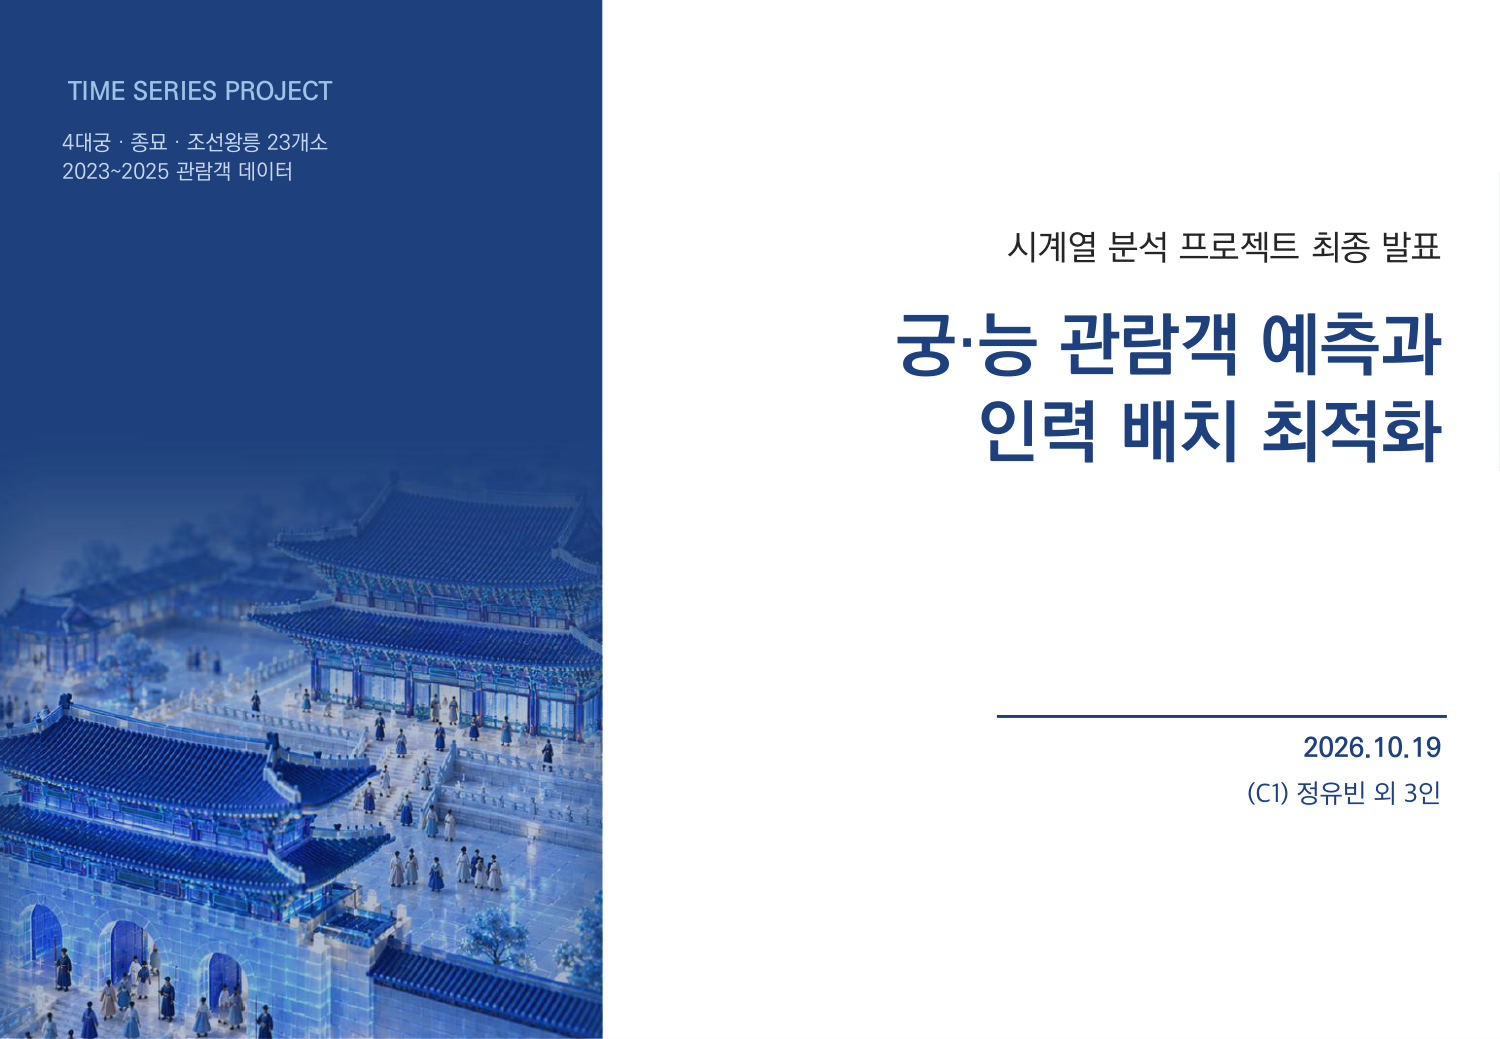 TIME SERIES PROJECT
4대궁 · 종묘 · 조선왕릉 23개소
2023~2025 관람객 데이터
시계열 분석 프로젝트 최종 발표
궁·능 관람객 예측과
인력 배치 최적화
2026.10.19
(C1) 정유빈 외 3인